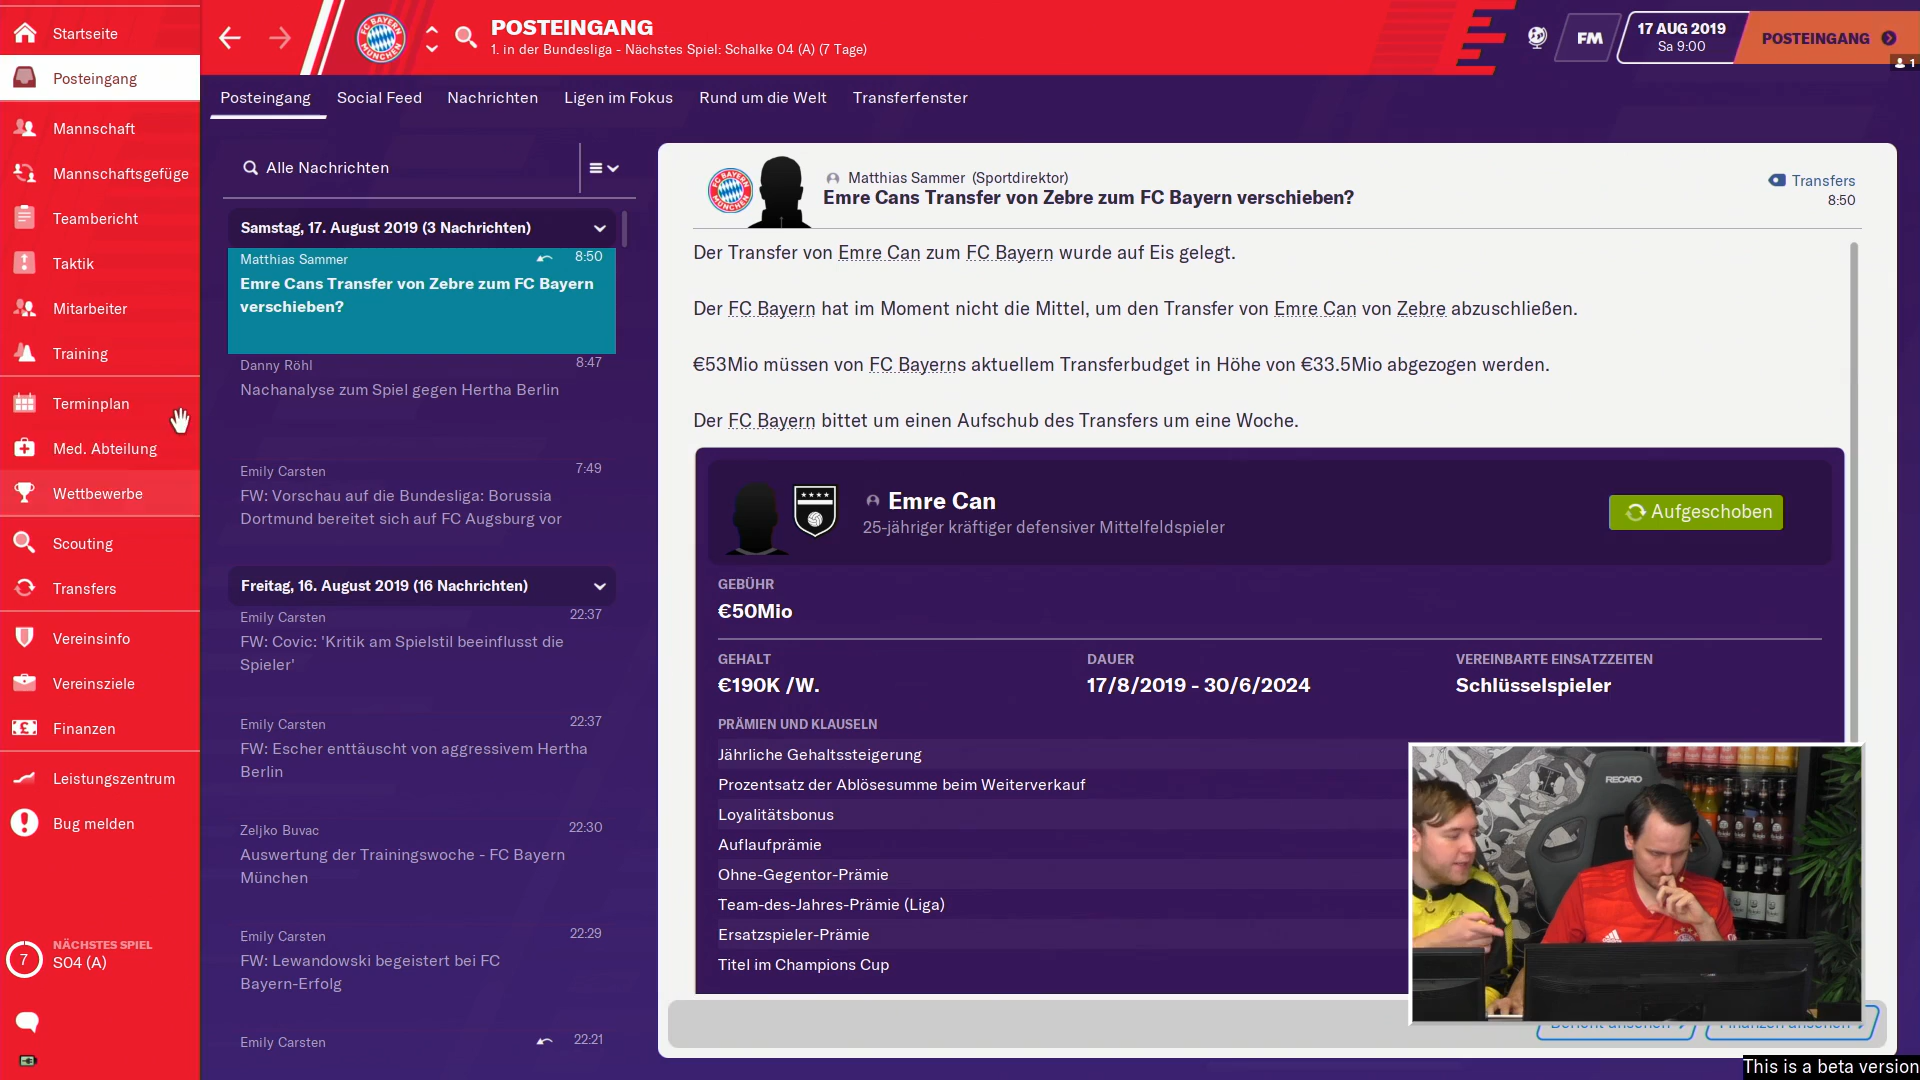 Startseite
Posteingang
Mannschaft
Mannschaftsgefüge
Teambericht
Taktik
Mitarbeiter
Training
Terminplan
Med. Abteilung
Wettbewerbe
Scouting
Transfers
Vereinsinfo
Vereinsziele
Finanzen
Leistungszentrum
Bug melden
7
NÄCHSTES SPIEL
S04 (A)
POSTEINGANG
1. in der Bundesliga - Nächstes Spiel: Schalke 04 (A) (7 Tage)
FM
17 AUG 2019
Sa 9:00
POSTEINGANG
1
Posteingang Social Feed Nachrichten Ligen im Fokus Rund um die Welt Transferfenster
Alle Nachrichten
Samstag, 17. August 2019 (3 Nachrichten)
Matthias Sammer 8:50
Emre Cans Transfer von Zebre zum FC Bayern
verschieben?
Danny Röhl 8:47
Nachanalyse zum Spiel gegen Hertha Berlin
Emily Carsten 7:49
FW: Vorschau auf die Bundesliga: Borussia
Dortmund bereitet sich auf FC Augsburg vor
Freitag, 16. August 2019 (16 Nachrichten)
Emily Carsten 22:37
FW: Covic: 'Kritik am Spielstil beeinflusst die
Spieler'
Emily Carsten 22:37
FW: Escher enttäuscht von aggressivem Hertha
Berlin
Zeljko Buvac 22:30
Auswertung der Trainingswoche - FC Bayern
München
Emily Carsten 22:29
FW: Lewandowski begeistert bei FC
Bayern-Erfolg
Emily Carsten 22:21
Matthias Sammer (Sportdirektor)
Emre Cans Transfer von Zebre zum FC Bayern verschieben?
Transfers
8:50
Der Transfer von Emre Can zum FC Bayern wurde auf Eis gelegt.
Der FC Bayern hat im Moment nicht die Mittel, um den Transfer von Emre Can von Zebre abzuschließen.
€53Mio müssen von FC Bayerns aktuellem Transferbudget in Höhe von €33.5Mio abgezogen werden.
Der FC Bayern bittet um einen Aufschub des Transfers um eine Woche.
Emre Can
25-jähriger kräftiger defensiver Mittelfeldspieler
Aufgeschoben
GEBÜHR
€50Mio
GEHALT DAUER VEREINBARTE EINSATZZEITEN
€190K /W. 17/8/2019 - 30/6/2024 Schlüsselspieler
PRÄMIEN UND KLAUSELN
Jährliche Gehaltssteigerung
Prozentsatz der Ablösesumme beim Weiterverkauf
Loyalitätsbonus
Auflaufprämie
Ohne-Gegentor-Prämie
Team-des-Jahres-Prämie (Liga)
Ersatzspieler-Prämie
Titel im Champions Cup
RECARO
Bericht ansehen Finanzen ansehen
This is a beta version